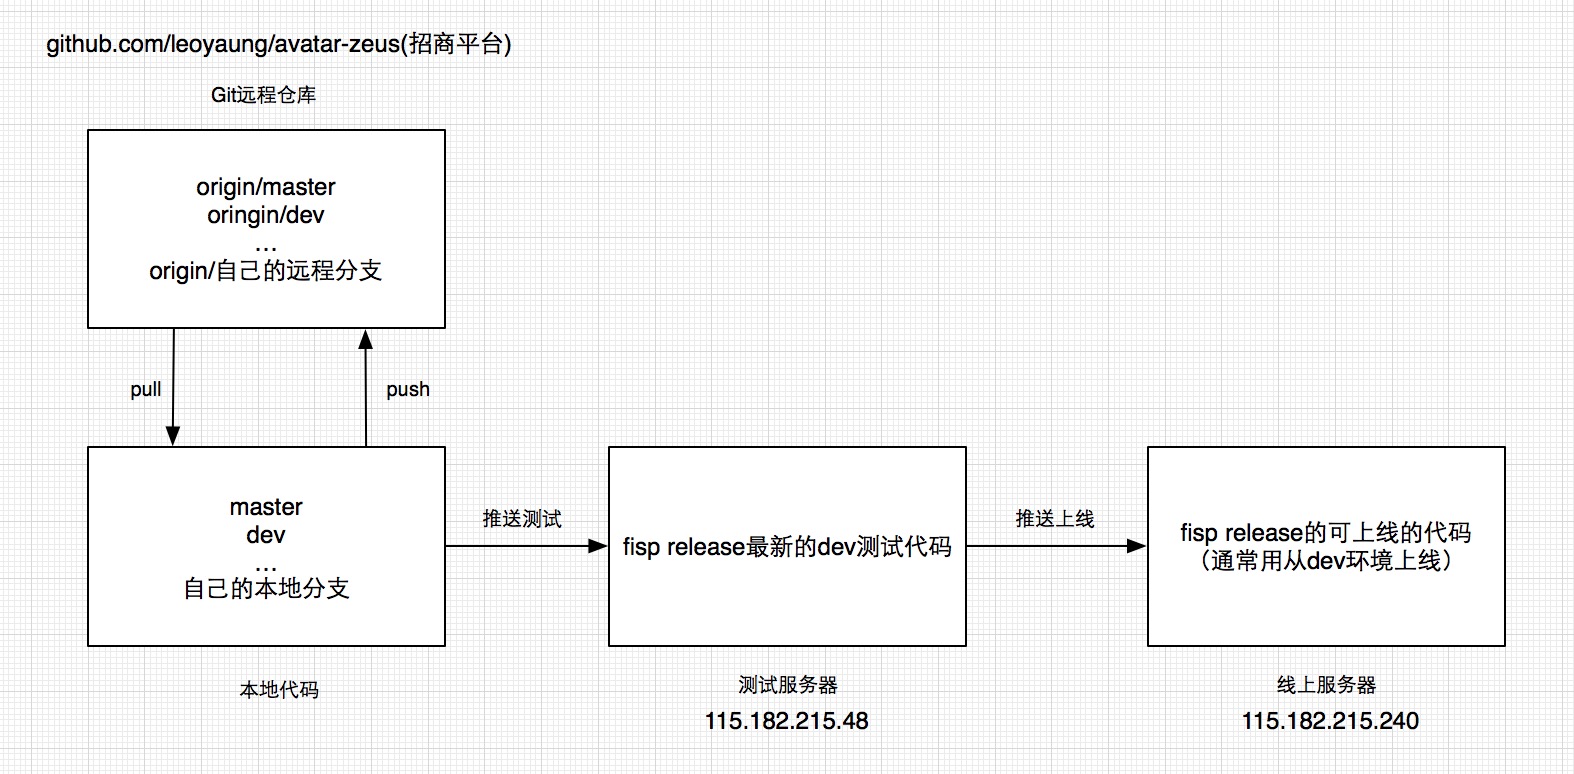 github.com/leoyaung/avatar-zeus(招商平台)
Git远程仓库
origin/master
oringin/dev
...
origin/自己的远程分支
pull
push
master
dev
...
自己的本地分支
本地代码
推送测试
fisp release最新的dev测试代码
测试服务器
115.182.215.48
推送上线
fisp release的可上线的代码
（通常用从dev环境上线）
线上服务器
115.182.215.240